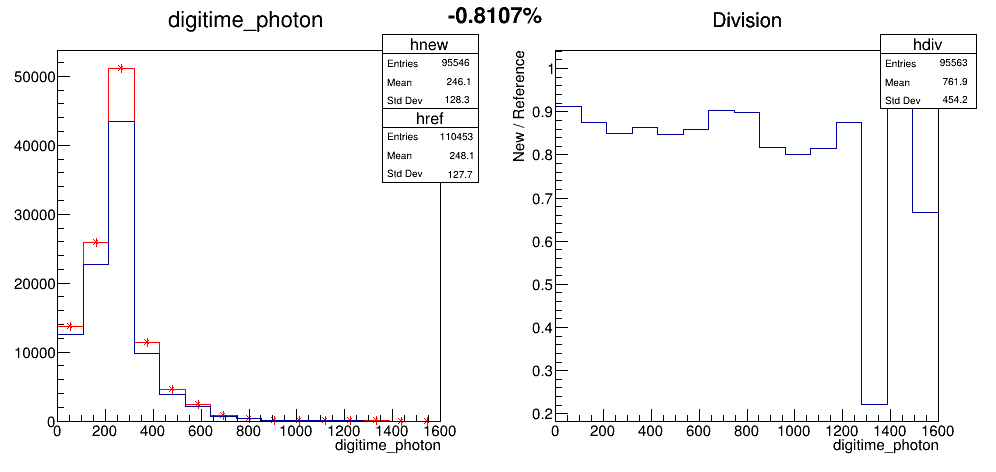 -0.8107%
digitime_photon
hnew
Entries 95546
Mean 246.1
Std Dev 128.3
href
Entries 110453
Mean 248.1
Std Dev 127.7
50000
40000
30000
20000
10000
0
0 200 400 600 800 1000 1200 1400 1600
digitime_photon
Division
hdiv
Entries 95563
Mean 761.9
Std Dev 454.2
New / Reference
1
0.9
0.8
0.7
0.6
0.5
0.4
0.3
0.2
0 200 400 600 800 1000 1200 1400 1600
digitime_photon